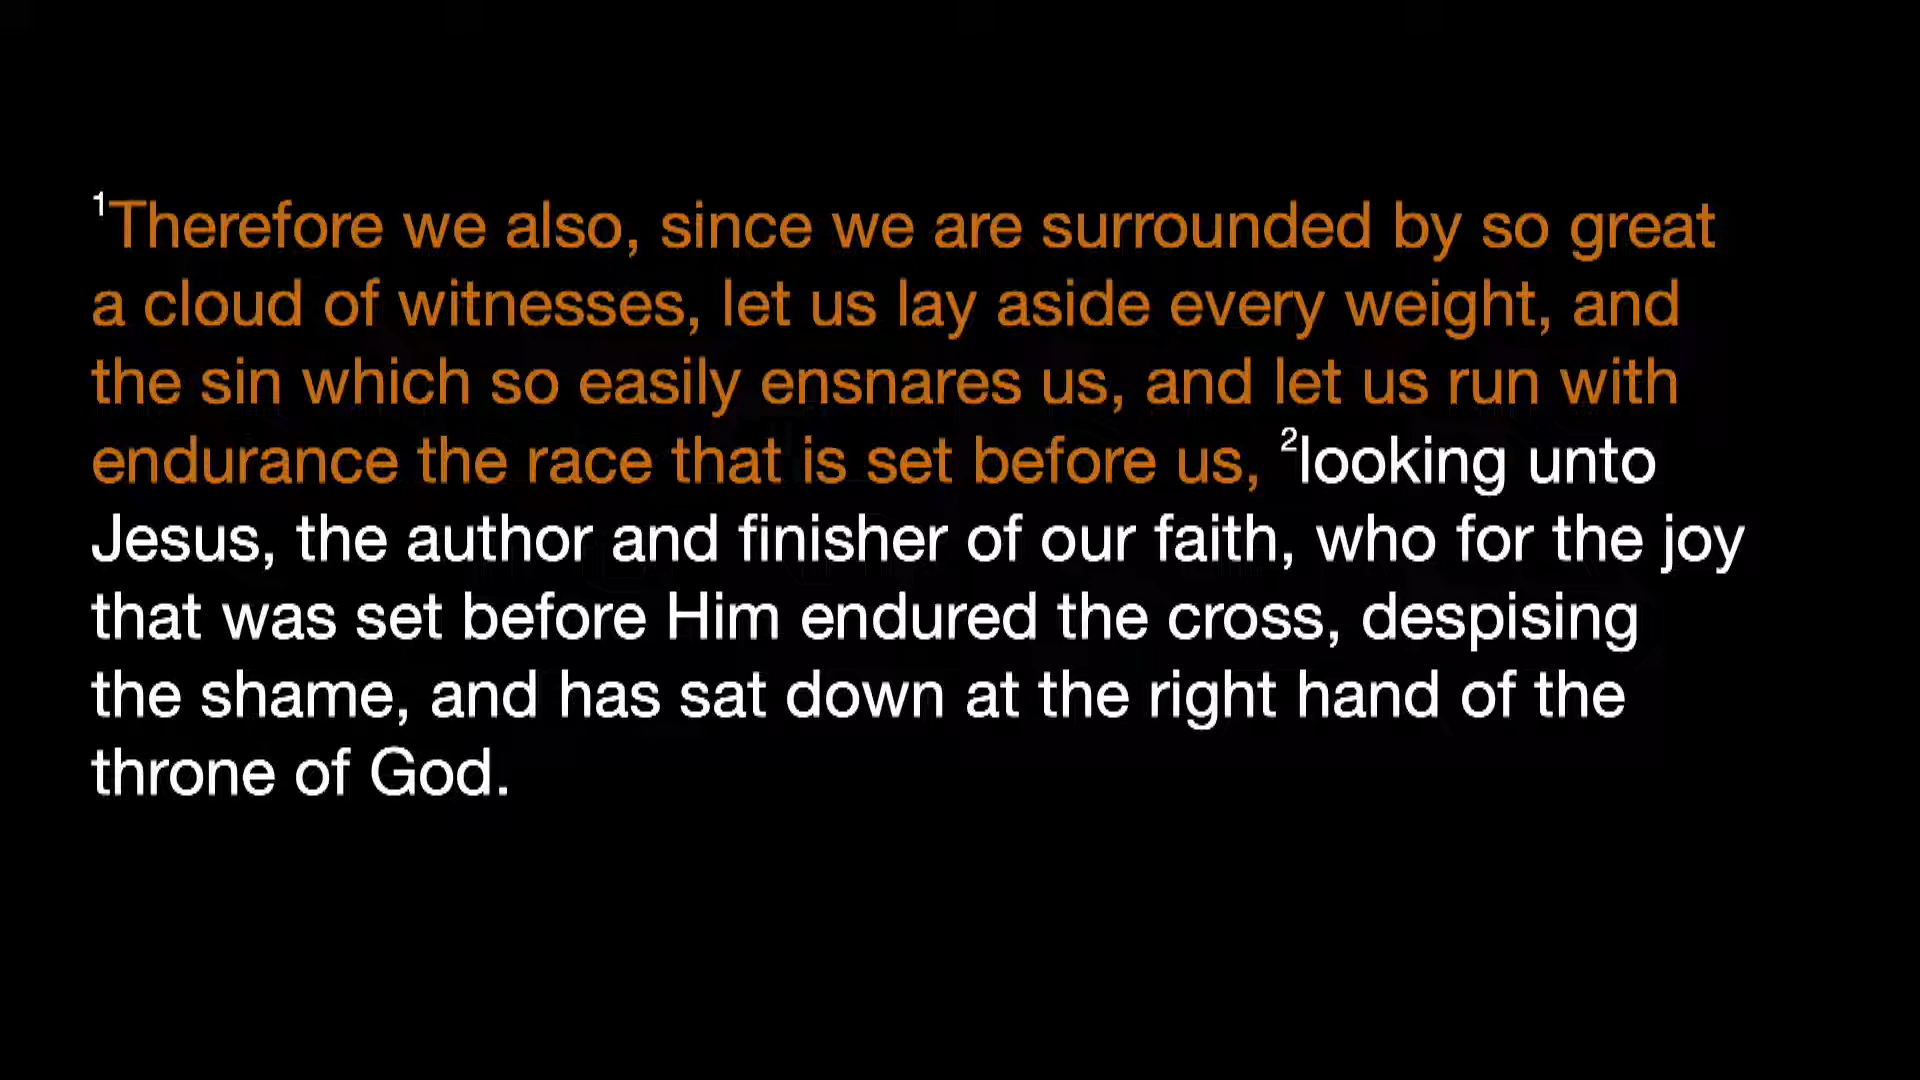 ¹Therefore we also, since we are surrounded by so great
a cloud of witnesses, let us lay aside every weight, and
the sin which so easily ensnares us, and let us run with
endurance the race that is set before us, ²looking unto
Jesus, the author and finisher of our faith, who for the joy
that was set before Him endured the cross, despising
the shame, and has sat down at the right hand of the
throne of God.